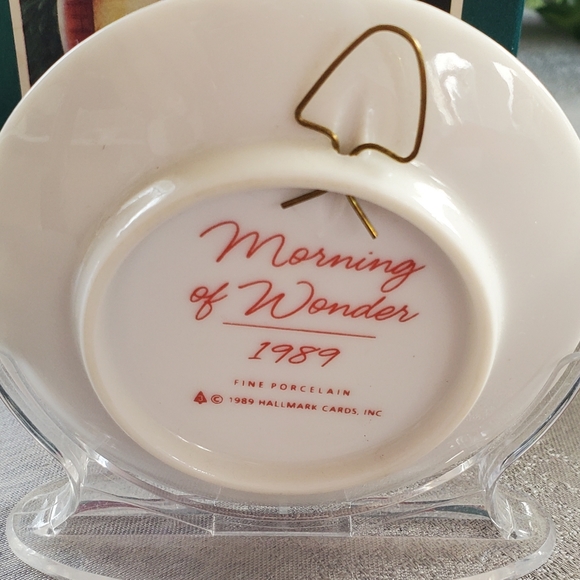 Morning
of Wonder
1989
FINE PORCELAIN
© 1989 HALLMARK CARDS, INC